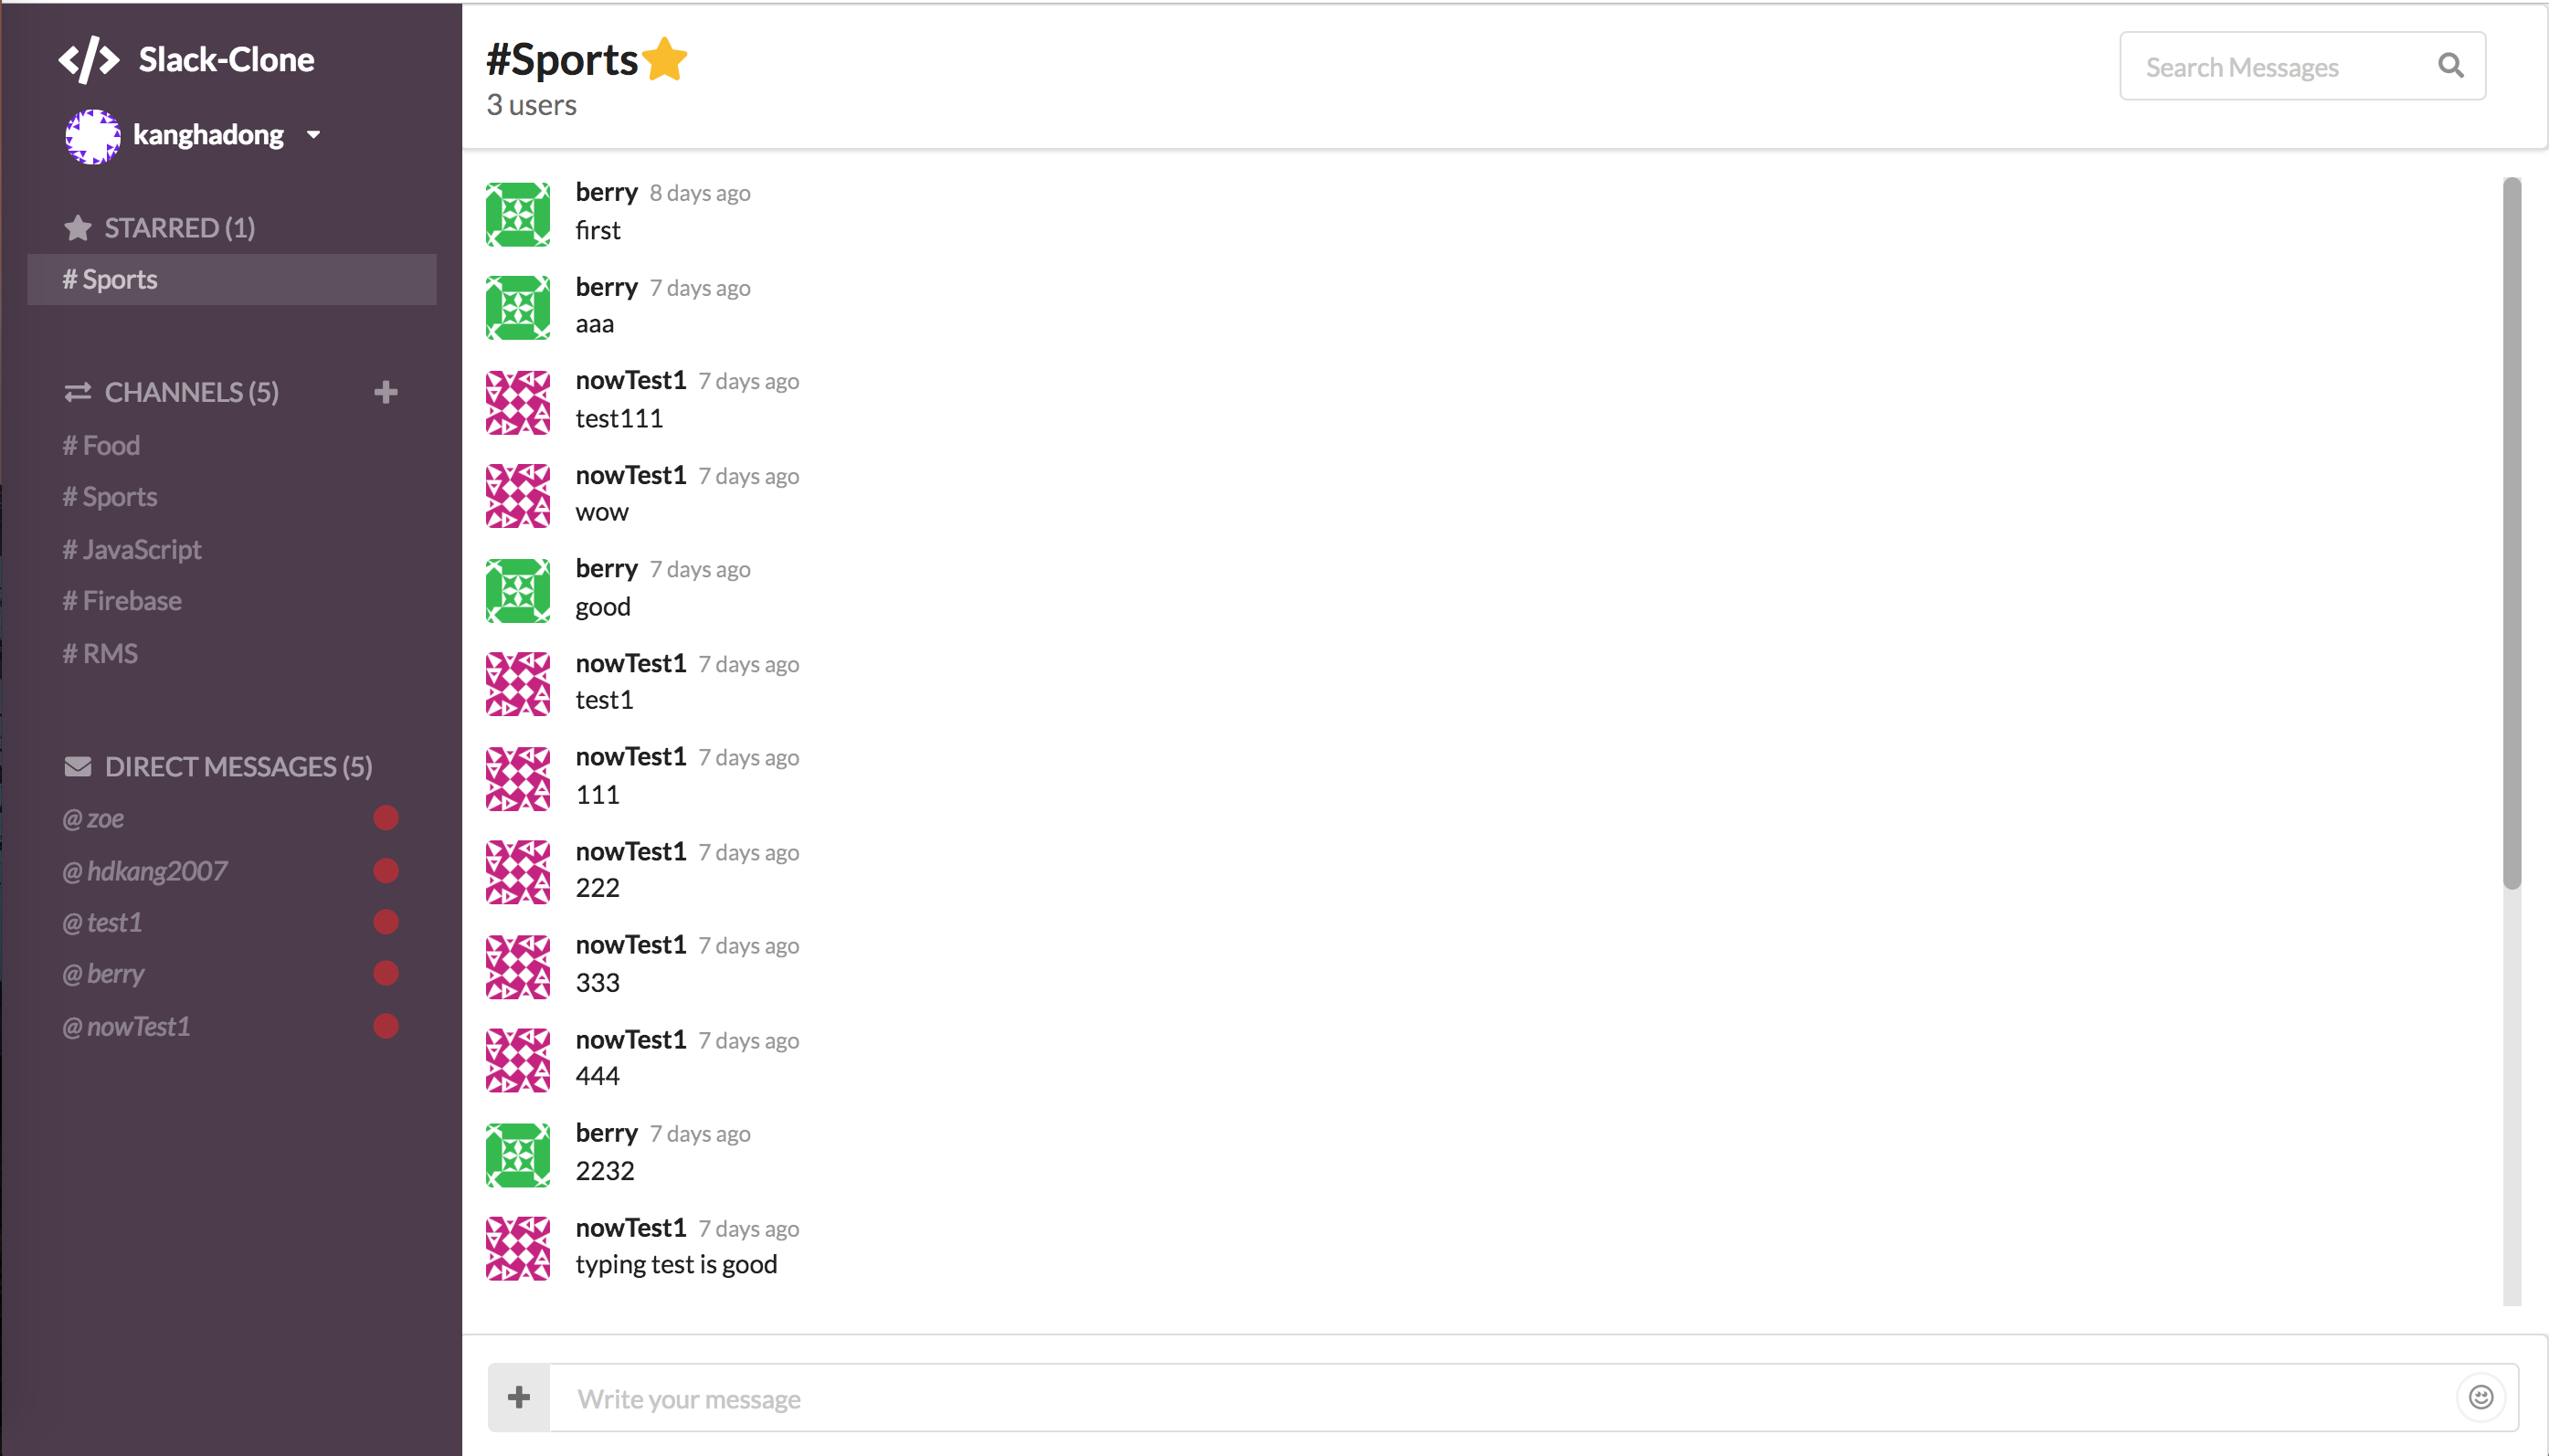 Slack-Clone
kanghadong
STARRED (1)
# Sports
CHANNELS (5)
# Food
# Sports
# JavaScript
# Firebase
# RMS
DIRECT MESSAGES (5)
@ zoe
@ hdkang2007
@ test1
@ berry
@ nowTest1
#Sports
3 users
Search Messages
berry 8 days ago
first
berry 7 days ago
aaa
nowTest1 7 days ago
test111
nowTest1 7 days ago
wow
berry 7 days ago
good
nowTest1 7 days ago
test1
nowTest1 7 days ago
111
nowTest1 7 days ago
222
nowTest1 7 days ago
333
nowTest1 7 days ago
444
berry 7 days ago
2232
nowTest1 7 days ago
typing test is good
Write your message